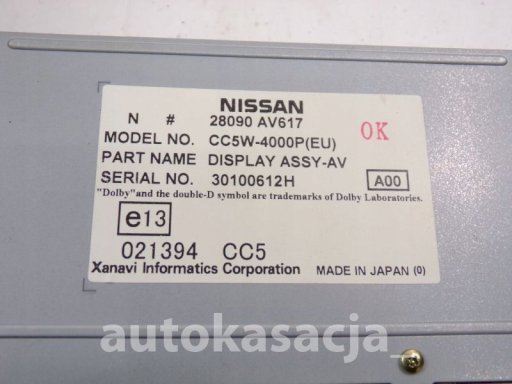 NISSAN
N # 28090 AV617
OK
MODEL NO. CC5W-4000P(EU)
PART NAME DISPLAY ASSY-AV
SERIAL NO. 30100612H A00
"Dolby"and the double-D symbol are trademarks of Dolby Laboratories.
e13
021394 CC5
Xanavi Informatics Corporation MADE IN JAPAN (0)
autokasacja_